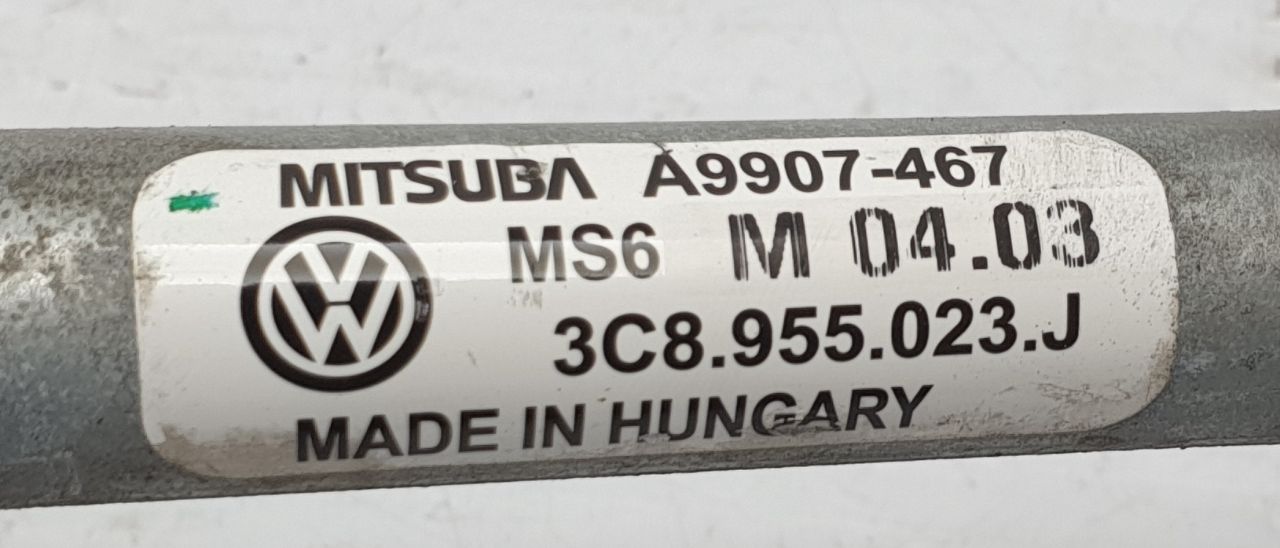 MITSUBA A9907-467
MS6 M 04.03
3C8.955.023.J
MADE IN HUNGARY